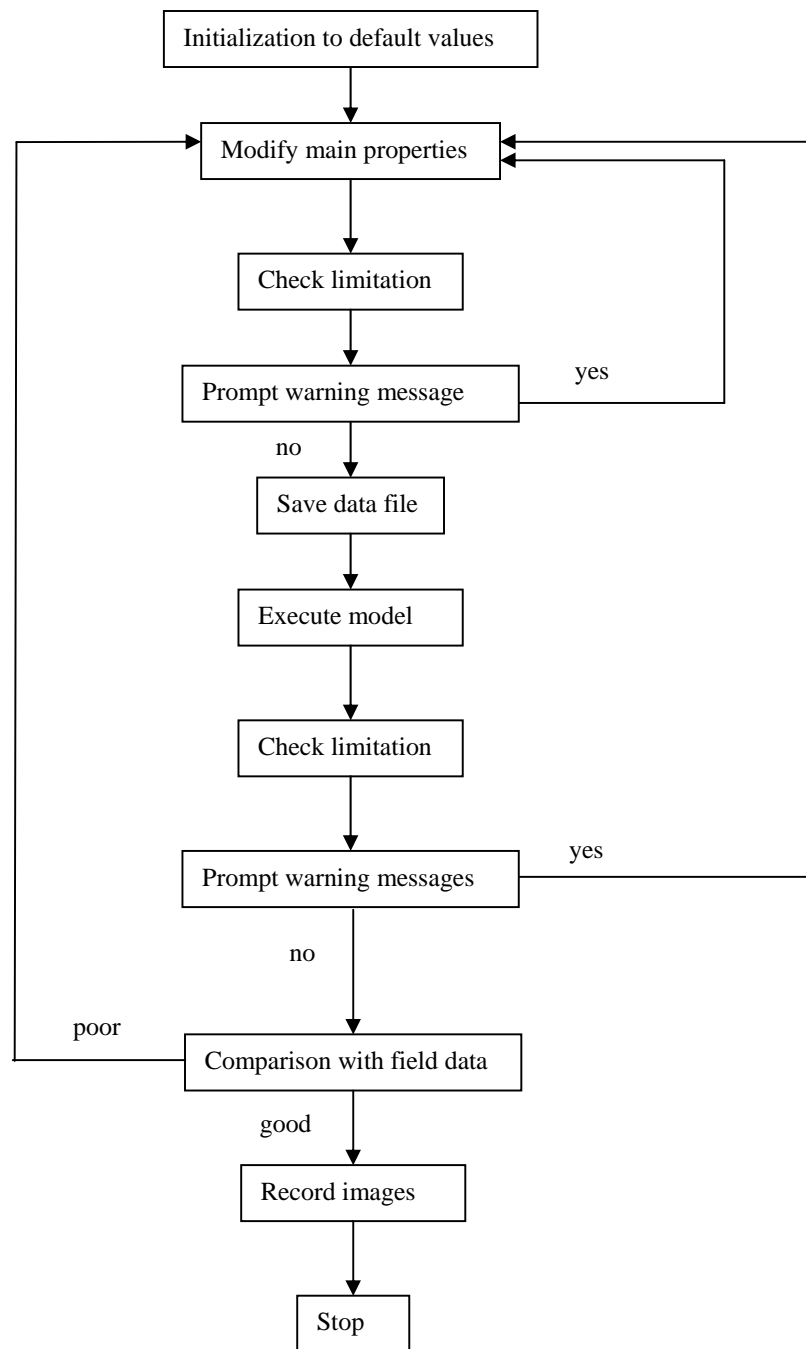 Initialization to default values
Modify main properties
Check limitation
Prompt warning message
yes
no
Save data file
Execute model
Check limitation
Prompt warning messages
yes
no
poor
Comparison with field data
good
Record images
Stop